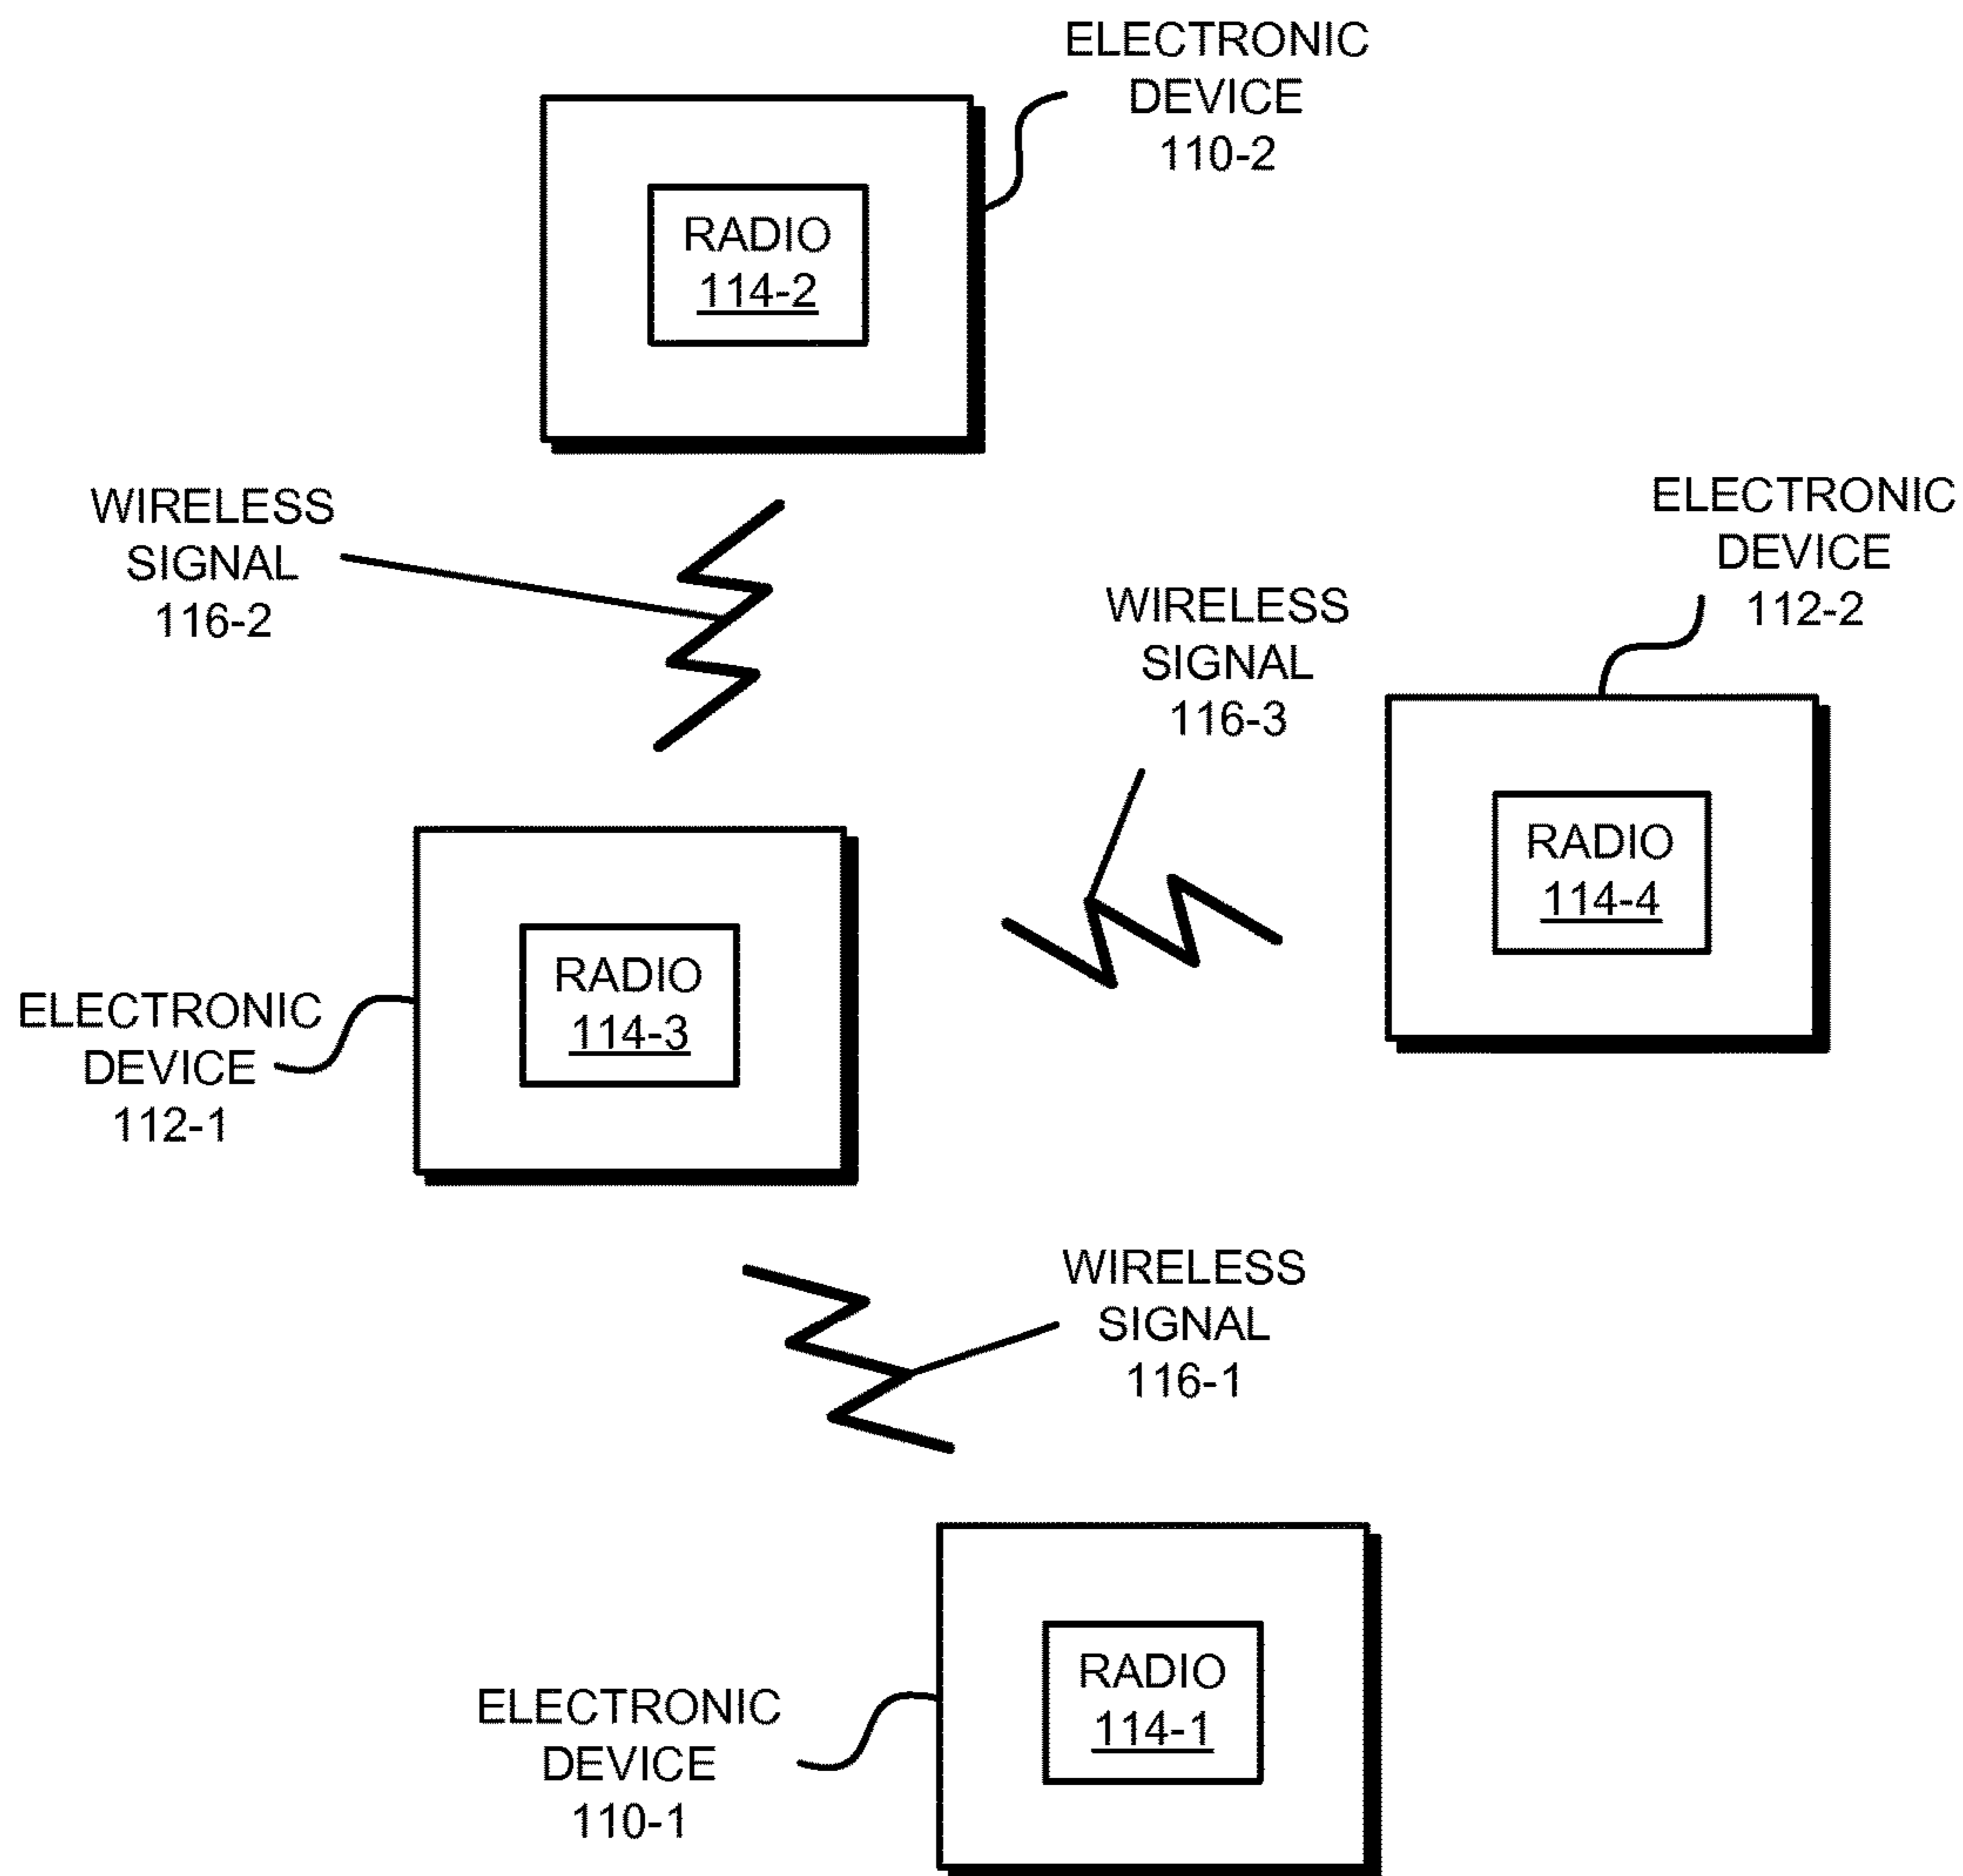 ELECTRONIC
DEVICE
110-2
RADIO
114-2
WIRELESS
SIGNAL
116-2
ELECTRONIC
DEVICE
112-2
WIRELESS
SIGNAL
116-3
RADIO
114-4
RADIO
114-3
ELECTRONIC
DEVICE
112-1
WIRELESS
SIGNAL
116-1
RADIO
114-1
ELECTRONIC
DEVICE
110-1